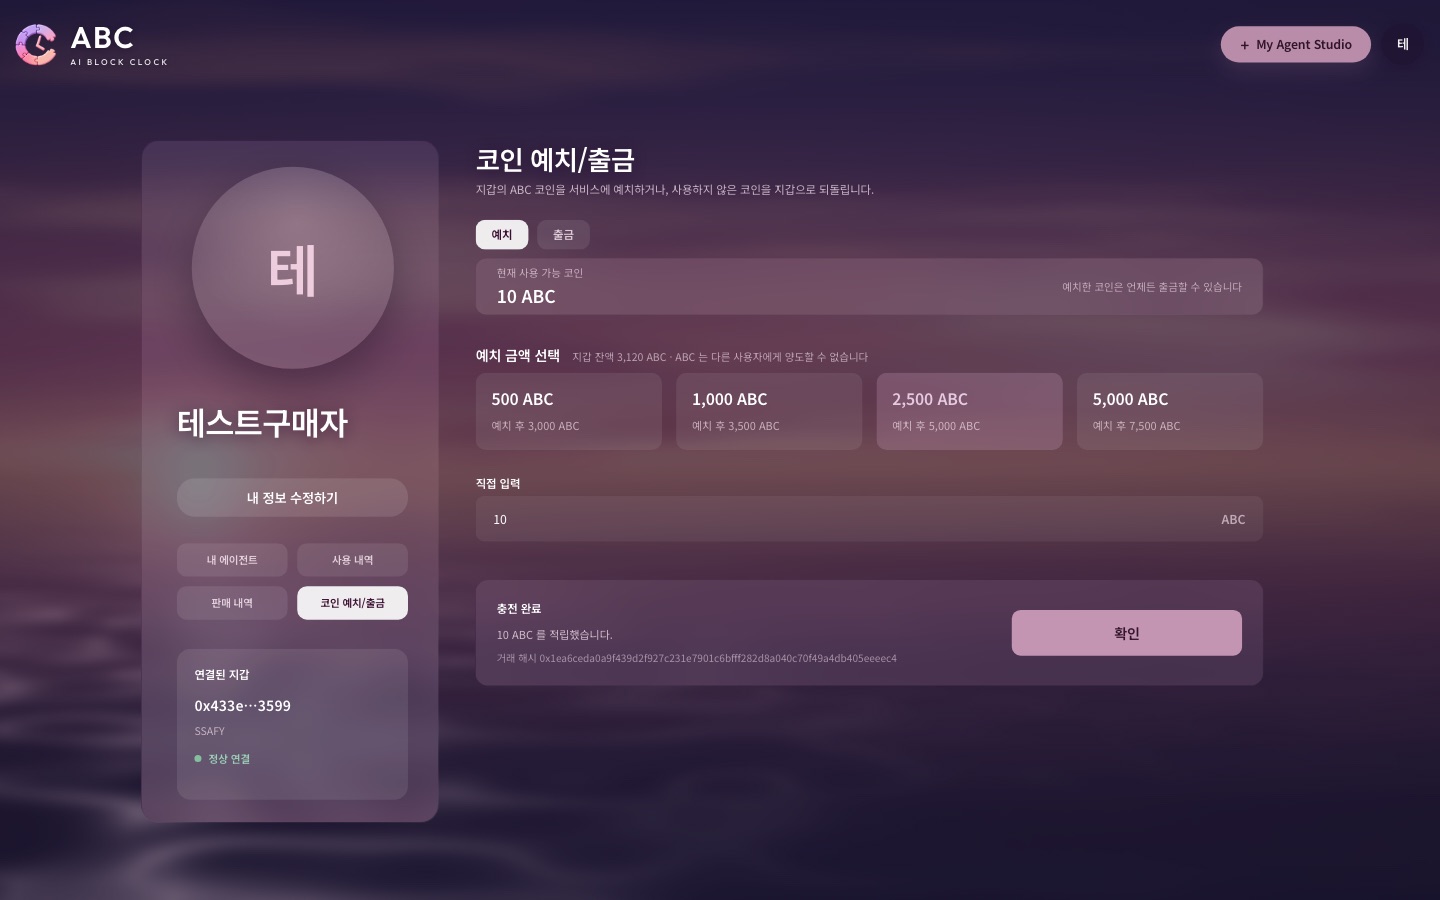 ABC
AI BLOCK CLOCK
+ My Agent Studio
테
테
테스트구매자
내 정보 수정하기
내 에이전트
사용 내역
판매 내역
코인 예치/출금
연결된 지갑
0x433e···3599
SSAFY
정상 연결
코인 예치/출금
지갑의 ABC 코인을 서비스에 예치하거나, 사용하지 않은 코인을 지갑으로 되돌립니다.
예치
출금
현재 사용 가능 코인
10 ABC
예치한 코인은 언제든 출금할 수 있습니다
예치 금액 선택
지갑 잔액 3,120 ABC · ABC 는 다른 사용자에게 양도할 수 없습니다
500 ABC
예치 후 3,000 ABC
1,000 ABC
예치 후 3,500 ABC
2,500 ABC
예치 후 5,000 ABC
5,000 ABC
예치 후 7,500 ABC
직접 입력
10
ABC
충전 완료
10 ABC 를 적립했습니다.
거래 해시 0x1ea6ceda0a9f439d2f927c231e7901c6bfff282d8a040c70f49a4db405eeeec4
확인